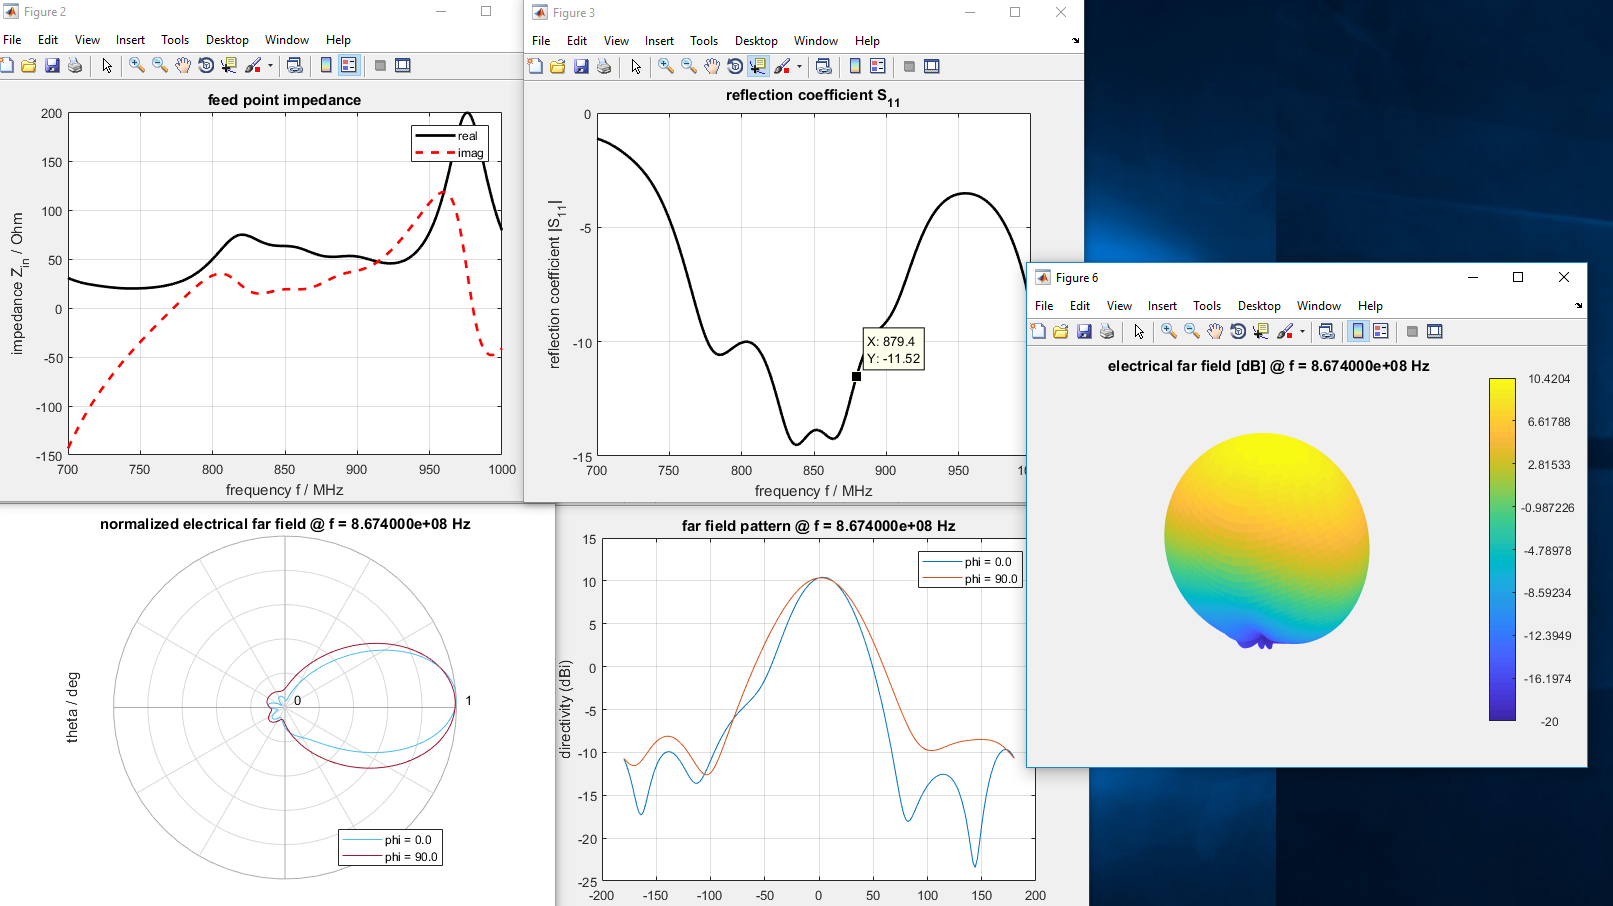 Figure 2
File Edit View Insert Tools Desktop Window Help
feed point impedance
real
imag
200
150
100
50
0
-50
-100
-150
impedance Z_in / Ohm
700 750 800 850 900 950 1000
frequency f / MHz
Figure 3
File Edit View Insert Tools Desktop Window Help
reflection coefficient S_11
0
-5
-10
-15
reflection coefficient |S_11|
X: 879.4
Y: -11.52
700 750 800 850 900 950 10
frequency f / MHz
Figure 6
File Edit View Insert Tools Desktop Window Help
electrical far field [dB] @ f = 8.674000e+08 Hz
10.4204
6.61788
2.81533
-0.987226
-4.78978
-8.59234
-12.3949
-16.1974
-20
normalized electrical far field @ f = 8.674000e+08 Hz
theta / deg
0
1
phi = 0.0
phi = 90.0
far field pattern @ f = 8.674000e+08 Hz
phi = 0.0
phi = 90.0
15
10
5
0
-5
-10
-15
-20
-25
directivity (dBi)
-200 -150 -100 -50 0 50 100 150 200